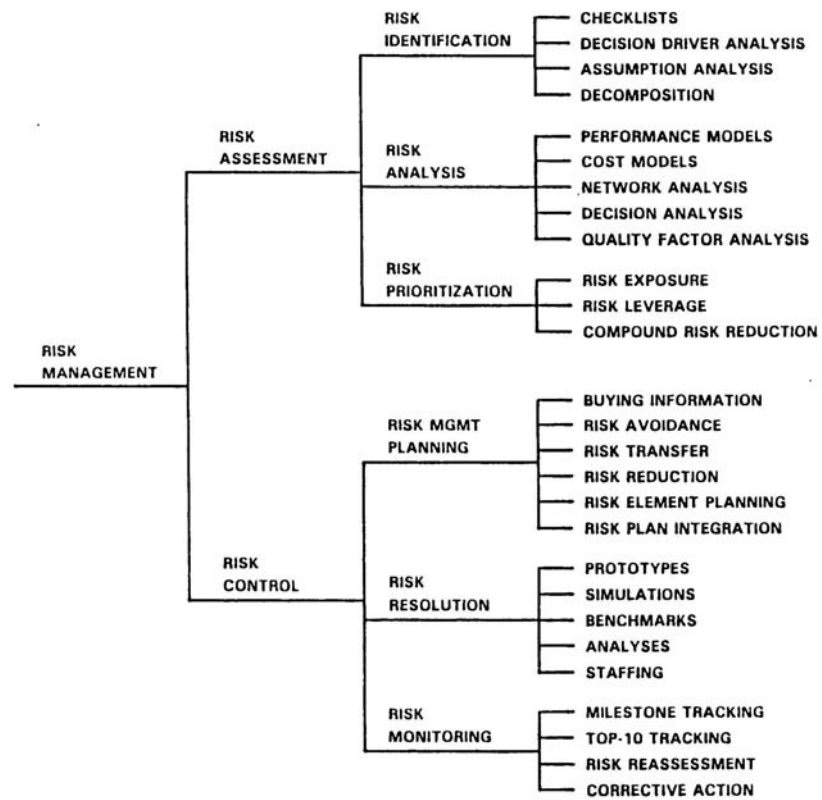 RISK
IDENTIFICATION
CHECKLISTS
DECISION DRIVER ANALYSIS
ASSUMPTION ANALYSIS
DECOMPOSITION
RISK
ASSESSMENT
RISK
ANALYSIS
PERFORMANCE MODELS
COST MODELS
NETWORK ANALYSIS
DECISION ANALYSIS
QUALITY FACTOR ANALYSIS
RISK
PRIORITIZATION
RISK EXPOSURE
RISK LEVERAGE
COMPOUND RISK REDUCTION
RISK
MANAGEMENT
RISK MGMT
PLANNING
BUYING INFORMATION
RISK AVOIDANCE
RISK TRANSFER
RISK REDUCTION
RISK ELEMENT PLANNING
RISK PLAN INTEGRATION
RISK
CONTROL
RISK
RESOLUTION
PROTOTYPES
SIMULATIONS
BENCHMARKS
ANALYSES
STAFFING
RISK
MONITORING
MILESTONE TRACKING
TOP-10 TRACKING
RISK REASSESSMENT
CORRECTIVE ACTION